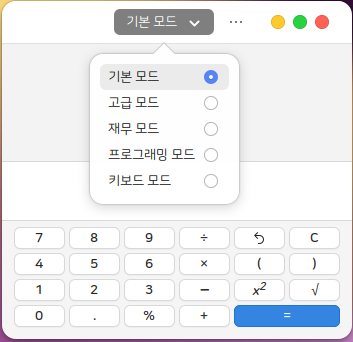 기본 모드
기본 모드
고급 모드
재무 모드
프로그래밍 모드
키보드 모드
7 8 9 ÷ C
4 5 6 × ( )
1 2 3 − x² √
0 . % + =